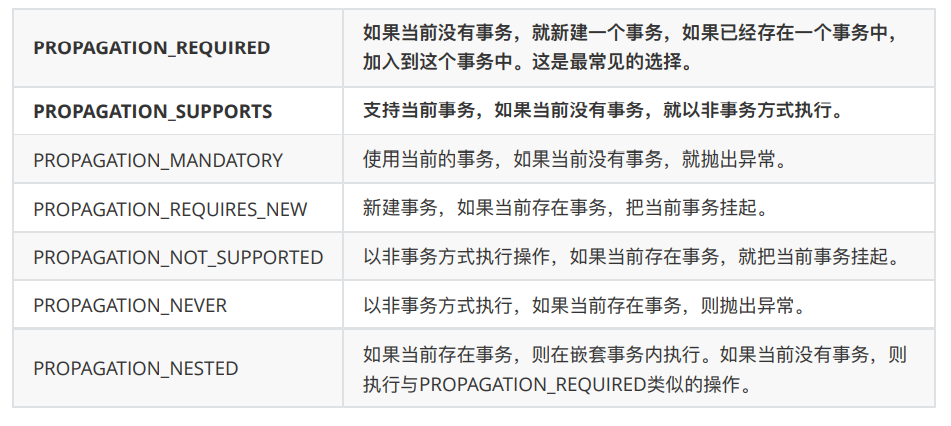 PROPAGATION_REQUIRED
如果当前没有事务，就新建一个事务，如果已经存在一个事务中，
加入到这个事务中。这是最常见的选择。
PROPAGATION_SUPPORTS
支持当前事务，如果当前没有事务，就以非事务方式执行。
PROPAGATION_MANDATORY
使用当前的事务，如果当前没有事务，就抛出异常。
PROPAGATION_REQUIRES_NEW
新建事务，如果当前存在事务，把当前事务挂起。
PROPAGATION_NOT_SUPPORTED
以非事务方式执行操作，如果当前存在事务，就把当前事务挂起。
PROPAGATION_NEVER
以非事务方式执行，如果当前存在事务，则抛出异常。
PROPAGATION_NESTED
如果当前存在事务，则在嵌套事务内执行。如果当前没有事务，则
执行与PROPAGATION_REQUIRED类似的操作。